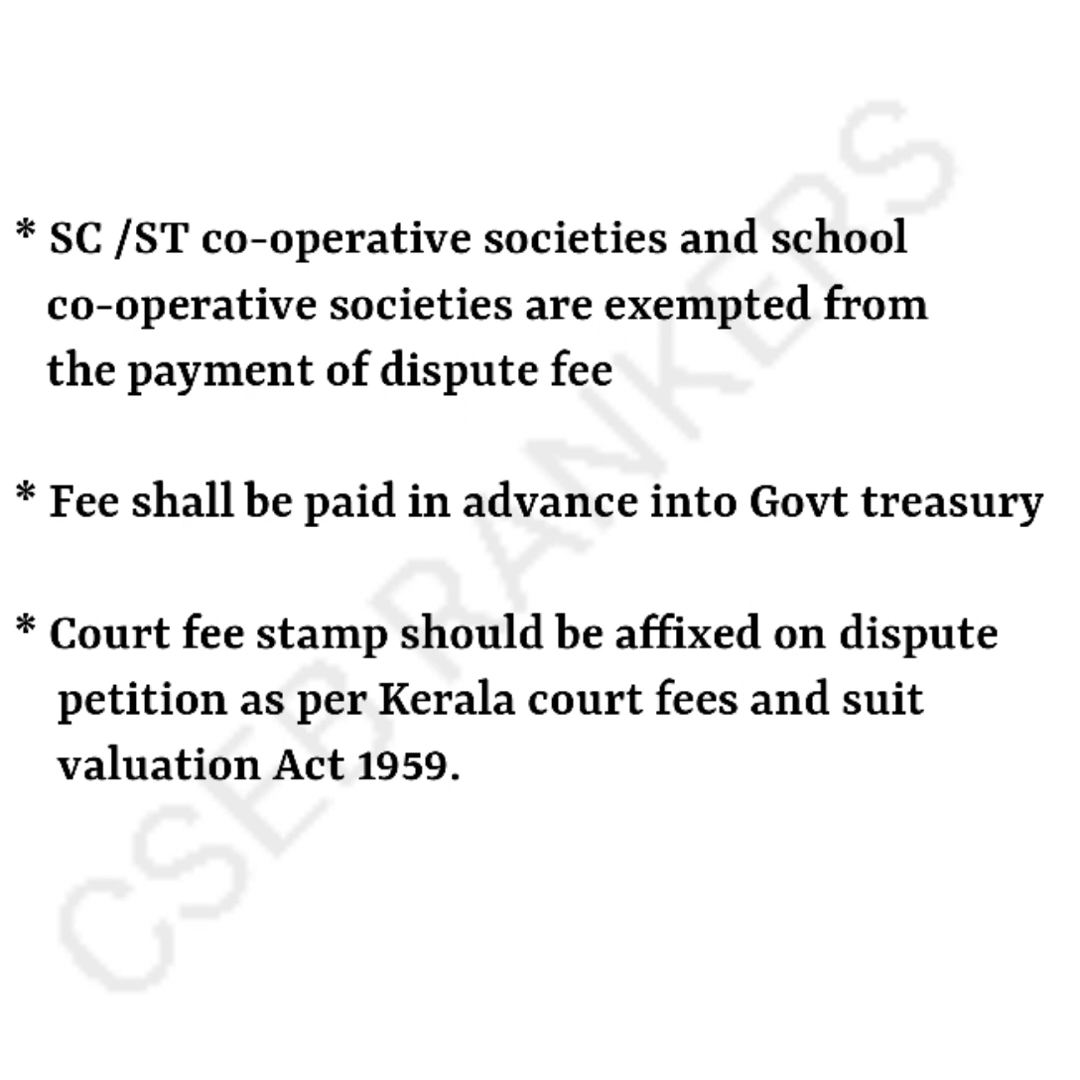 * SC /ST co-operative societies and school
co-operative societies are exempted from
the payment of dispute fee
* Fee shall be paid in advance into Govt treasury
* Court fee stamp should be affixed on dispute
petition as per Kerala court fees and suit
valuation Act 1959.
CSEB RANKERS